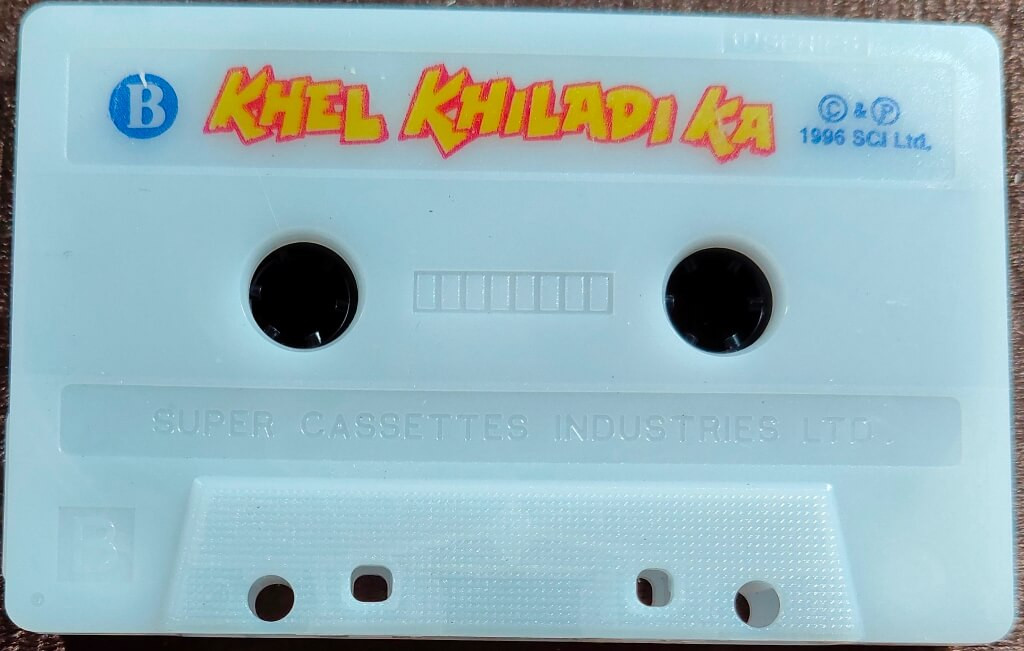 B KHEL KHILADI KA © & ℗
1996 SCI Ltd.
SUPER CASSETTES INDUSTRIES LTD.
B